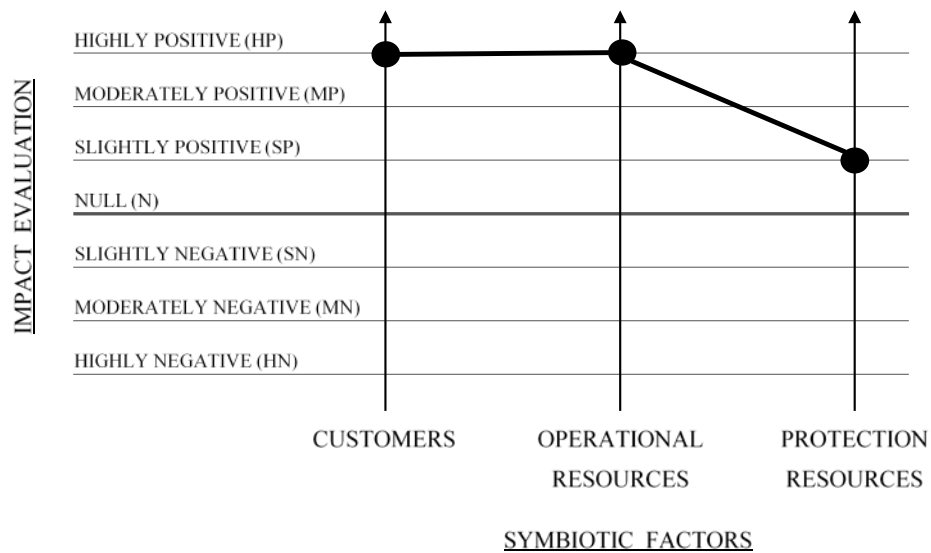 HIGHLY POSITIVE (HP)
MODERATELY POSITIVE (MP)
SLIGHTLY POSITIVE (SP)
NULL (N)
SLIGHTLY NEGATIVE (SN)
MODERATELY NEGATIVE (MN)
HIGHLY NEGATIVE (HN)
IMPACT EVALUATION
CUSTOMERS
OPERATIONAL
RESOURCES
PROTECTION
RESOURCES
SYMBIOTIC FACTORS